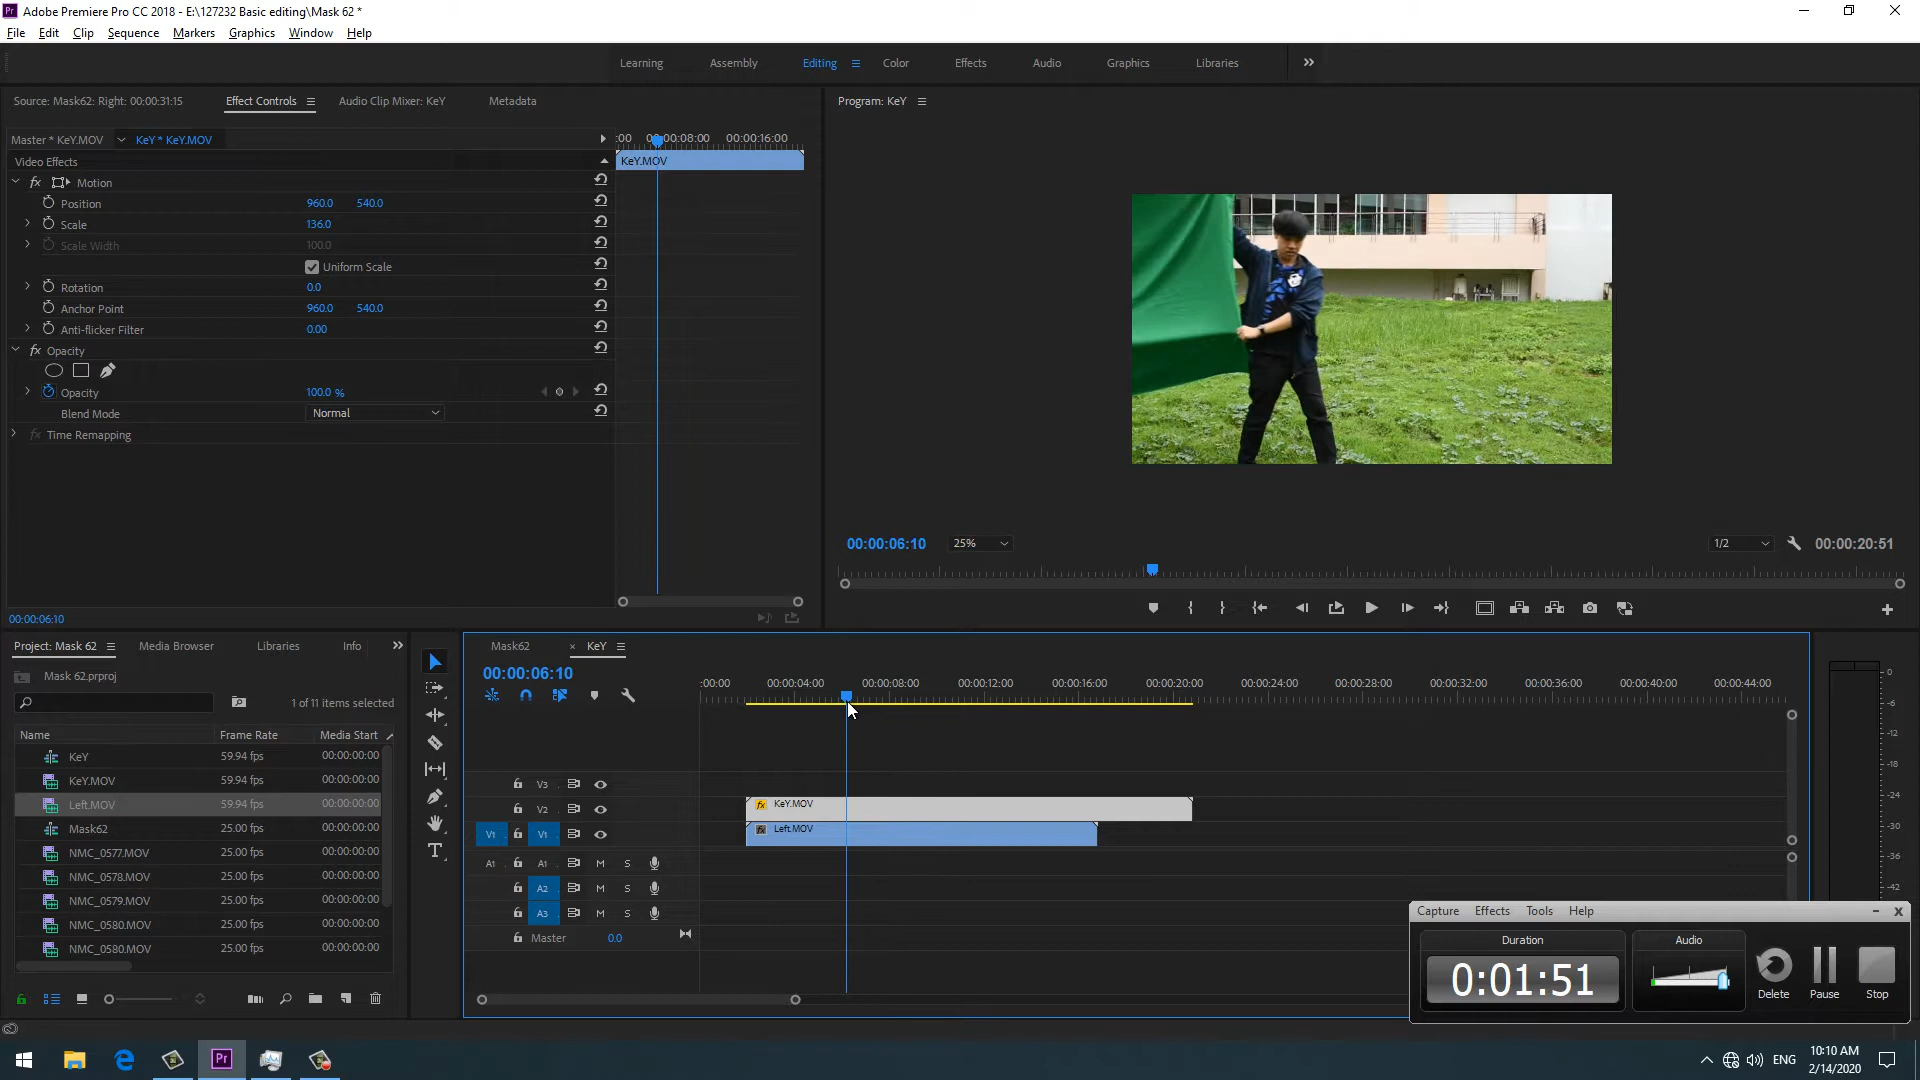 Adobe Premiere Pro CC 2018 - E:\127232 Basic editing\Mask 62 *
File Edit Clip Sequence Markers Graphics Window Help
Learning Assembly Editing Color Effects Audio Graphics Libraries
Source: Mask62: Right: 00:00:31:15 Effect Controls Audio Clip Mixer: KeY Metadata
Program: KeY
Master * KeY.MOV KeY * KeY.MOV
:00 00:00:08:00 00:00:16:00
Video Effects
KeY.MOV
fx Motion
Position 960.0 540.0
Scale 136.0
Scale Width 100.0
Uniform Scale
Rotation 0.0
Anchor Point 960.0 540.0
Anti-flicker Filter 0.00
fx Opacity
Opacity 100.0 %
Blend Mode Normal
fx Time Remapping
00:00:06:10 25% 1/2 00:00:20:51
00:00:06:10
Project: Mask 62 Media Browser Libraries Info
Mask 62.prproj
1 of 11 items selected
Name Frame Rate Media Start
KeY 59.94 fps 00:00:00:00
KeY.MOV 59.94 fps 00:00:00:00
Left.MOV 59.94 fps 00:00:00:00
Mask62 25.00 fps 00:00:00:00
NMC_0577.MOV 25.00 fps 00:00:00:00
NMC_0578.MOV 25.00 fps 00:00:00:00
NMC_0579.MOV 25.00 fps 00:00:00:00
NMC_0580.MOV 25.00 fps 00:00:00:00
NMC_0580.MOV 25.00 fps 00:00:00:00
Mask62 × KeY
00:00:06:10
:00:00 00:00:04:00 00:00:08:00 00:00:12:00 00:00:16:00 00:00:20:00 00:00:24:00 00:00:28:00 00:00:32:00 00:00:36:00 00:00:40:00 00:00:44:00
V3
V2 fx KeY.MOV
V1 V1 fx Left.MOV
A1 A1 M S
A2 M S
A3 M S
Master 0.0
0
-6
-12
-18
-24
-30
-36
-42
Capture Effects Tools Help
Duration Audio
0:01:51
Delete Pause Stop
Pr
ENG
10:10 AM
2/14/2020